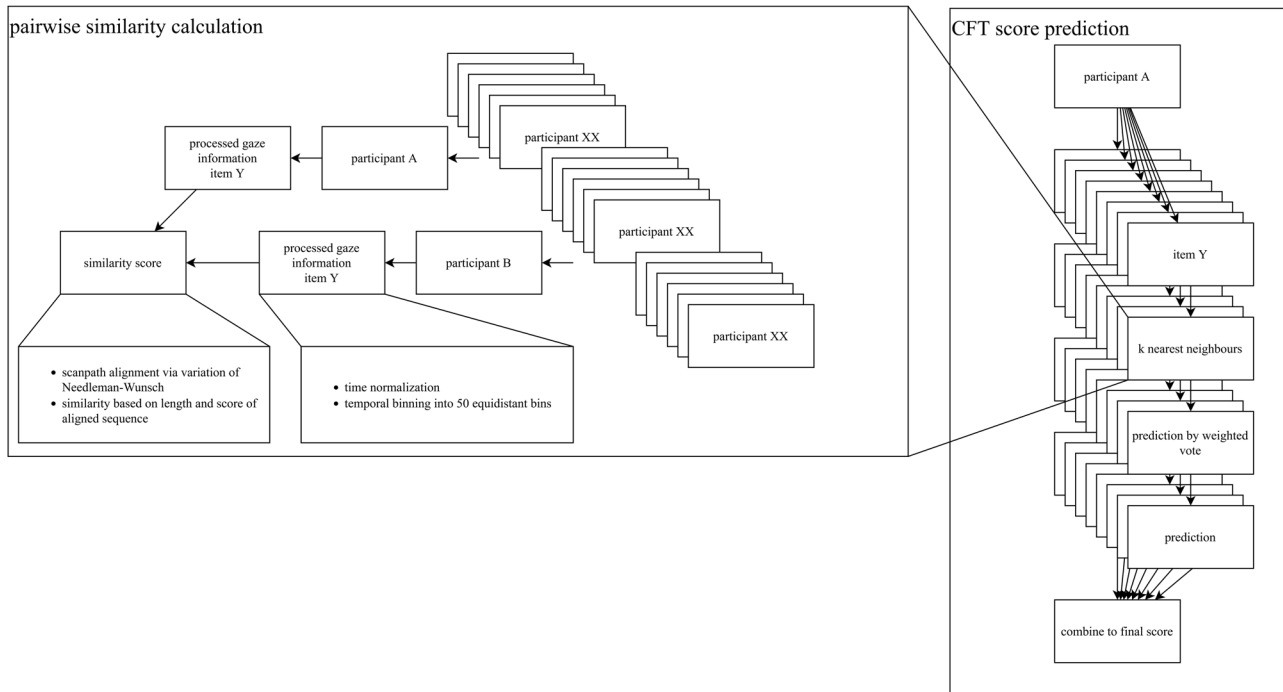 pairwise similarity calculation
CFT score prediction
participant A
participant XX
processed gaze
information
item Y
participant A
participant XX
item Y
similarity score
processed gaze
information
item Y
participant B
participant XX
k nearest neighbours
• scanpath alignment via variation of
Needleman-Wunsch
• similarity based on length and score of
aligned sequence
• time normalization
• temporal binning into 50 equidistant bins
prediction by weighted
vote
prediction
combine to final score